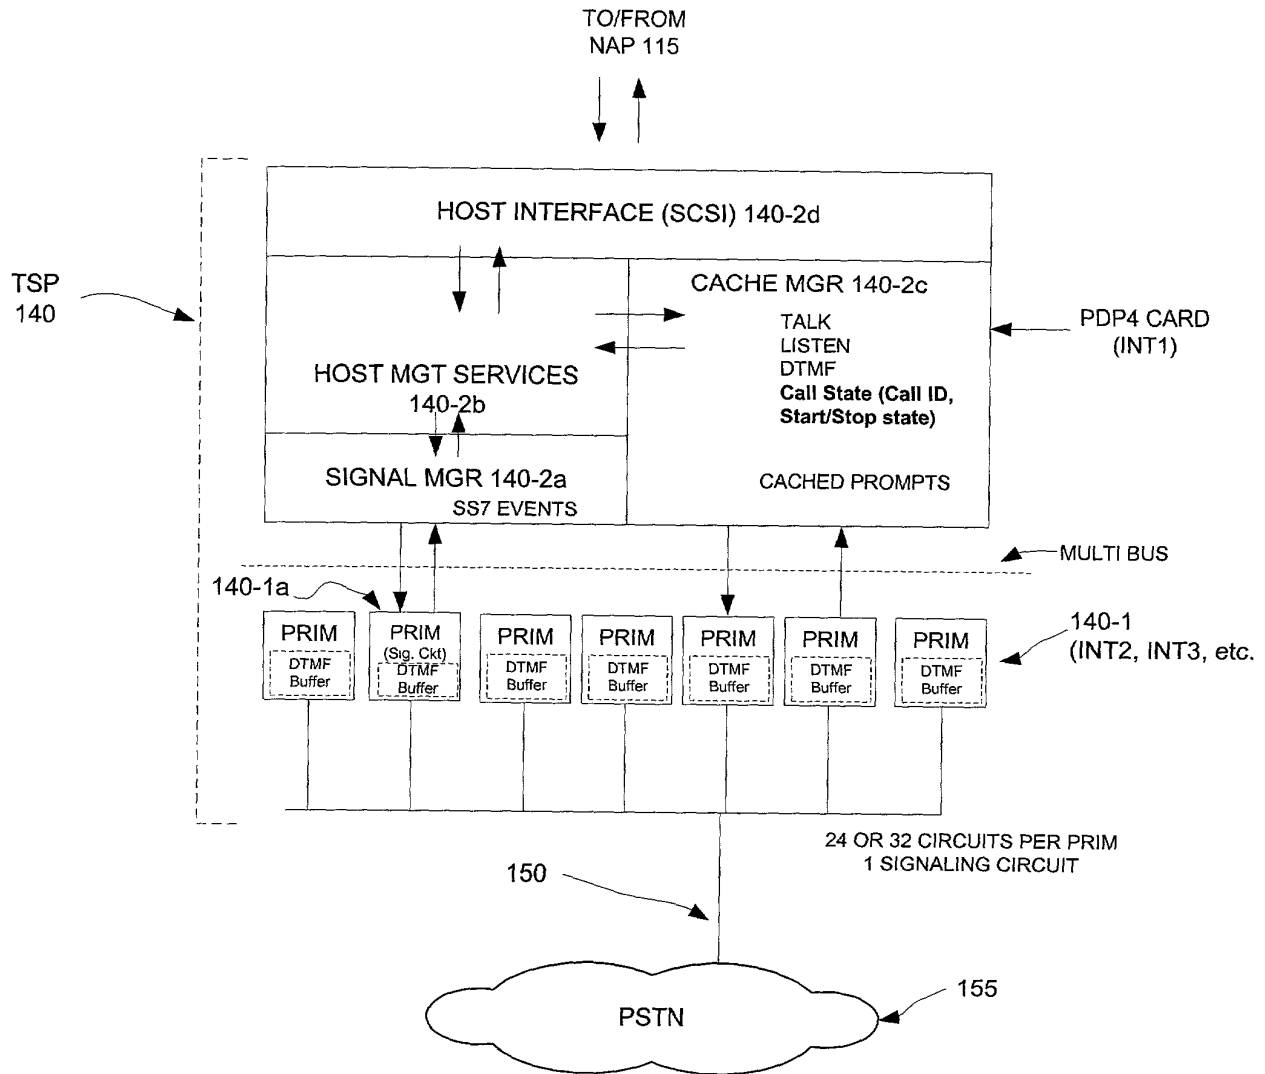 TO/FROM
NAP 115
HOST INTERFACE (SCSI) 140-2d
TSP
140
CACHE MGR 140-2c
TALK
LISTEN
DTMF
Call State (Call ID,
Start/Stop state)
CACHED PROMPTS
PDP4 CARD
(INT1)
HOST MGT SERVICES
140-2b
SIGNAL MGR 140-2a
SS7 EVENTS
MULTI BUS
140-1a
140-1
(INT2, INT3, etc.
PRIM
DTMF
Buffer
PRIM
(Sig. Ckt)
DTMF
Buffer
PRIM
DTMF
Buffer
PRIM
DTMF
Buffer
PRIM
DTMF
Buffer
PRIM
DTMF
Buffer
PRIM
DTMF
Buffer
24 OR 32 CIRCUITS PER PRIM
1 SIGNALING CIRCUIT
150
155
PSTN